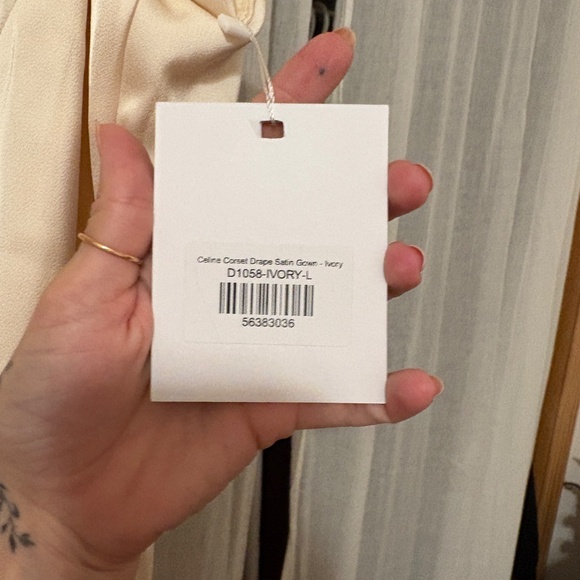 Celine Corset Drape Satin Gown - Ivory
D1058-IVORY-L
56383036